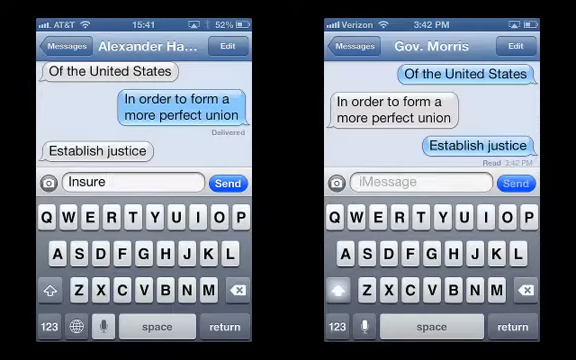 AT&T 15:41 52%
Messages Alexander Ha... Edit
Of the United States
In order to form a
more perfect union
Delivered
Establish justice
Insure Send
Q W E R T Y U I O P
A S D F G H J K L
Z X C V B N M
123 space return
Verizon 3:42 PM
Messages Gov. Morris Edit
Of the United States
In order to form a
more perfect union
Establish justice
Read 3:42 PM
iMessage Send
Q W E R T Y U I O P
A S D F G H J K L
Z X C V B N M
123 space return